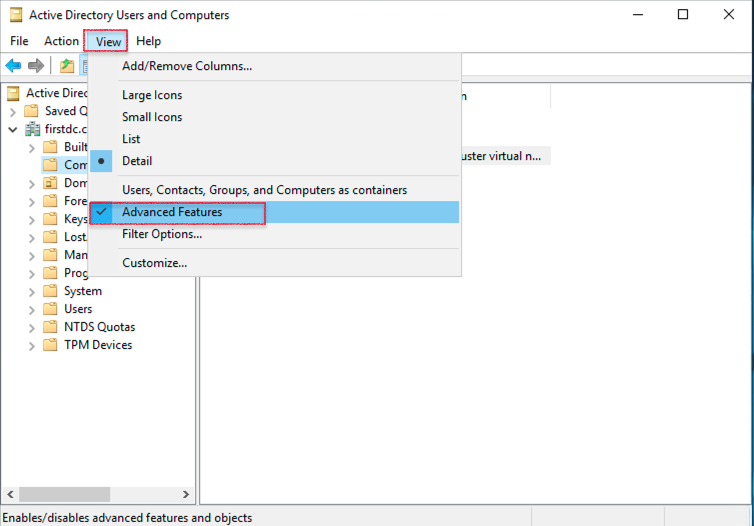 Active Directory Users and Computers
File Action View Help
Add/Remove Columns...
Large Icons
Small Icons
List
Detail
Users, Contacts, Groups, and Computers as containers
Advanced Features
Filter Options...
Customize...
Active Direc
Saved Q
firstdc.c
Built
Com
Dom
Fore
Keys
Lost
Man
Prog
System
Users
NTDS Quotas
TPM Devices
uster virtual n...
Enables/disables advanced features and objects